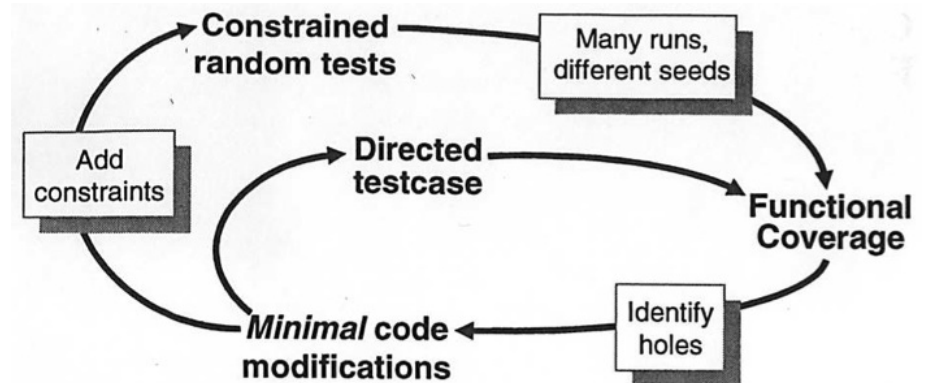 Constrained
random tests
Many runs,
different seeds
Add
constraints
Directed
testcase
Functional
Coverage
Identify
holes
Minimal code
modifications